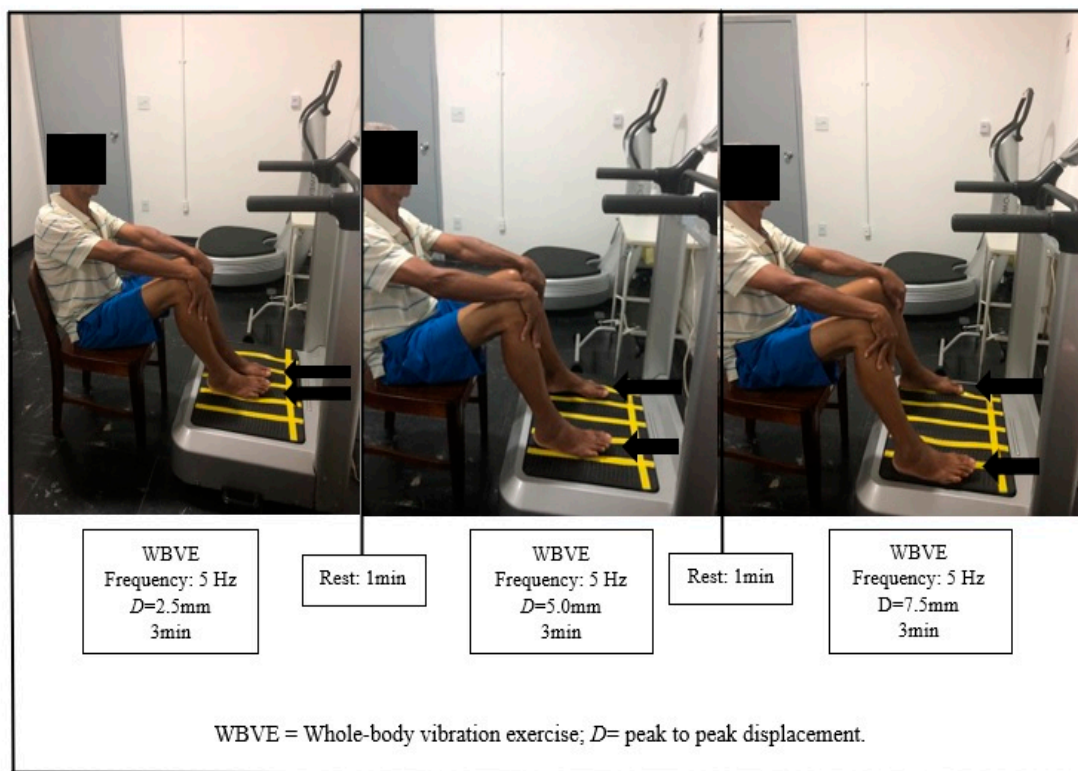 WBVE
Frequency: 5 Hz
D=2.5mm
3min
Rest: 1min
WBVE
Frequency: 5 Hz
D=5.0mm
3min
Rest: 1min
WBVE
Frequency: 5 Hz
D=7.5mm
3min
WBVE = Whole-body vibration exercise; D= peak to peak displacement.